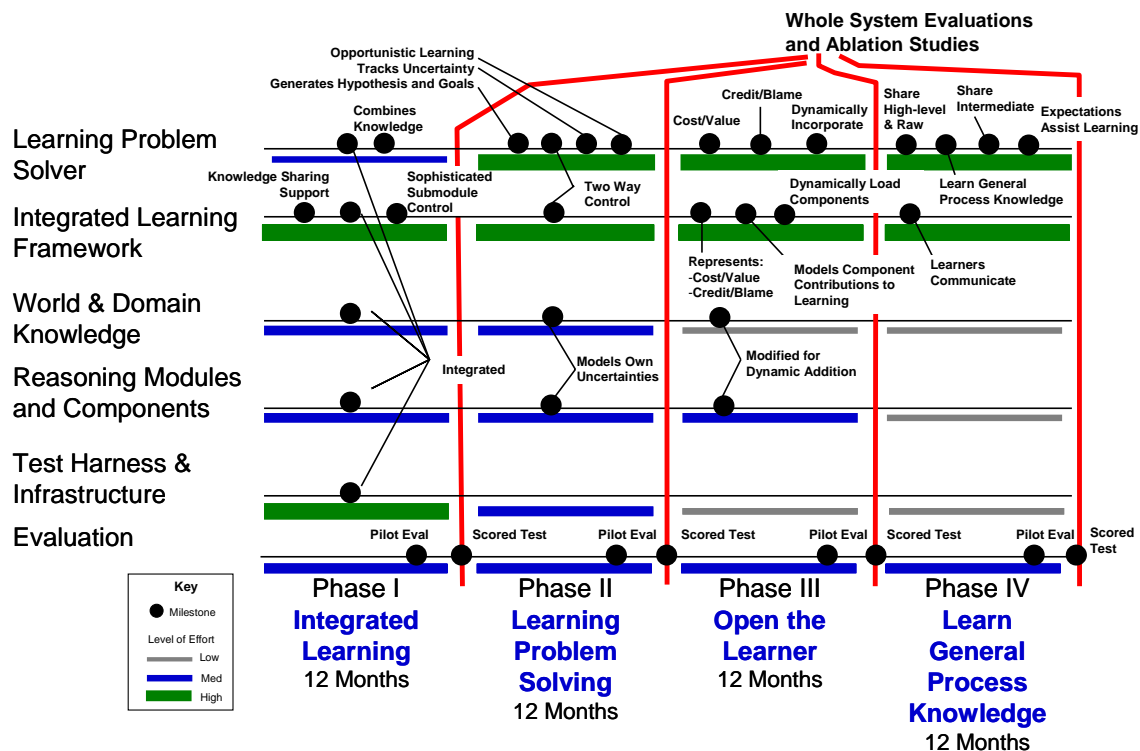 Whole System Evaluations
and Ablation Studies
Opportunistic Learning
Tracks Uncertainty
Generates Hypothesis and Goals
Combines
Knowledge
Cost/Value
Credit/Blame
Dynamically
Incorporate
Share
High-level
& Raw
Share
Intermediate
Expectations
Assist Learning
Learning Problem
Solver
Knowledge Sharing
Support
Sophisticated
Submodule
Control
Two Way
Control
Dynamically Load
Components
Learn General
Process Knowledge
Integrated Learning
Framework
Represents:
-Cost/Value
-Credit/Blame
Models Component
Contributions to
Learning
Learners
Communicate
World & Domain
Knowledge
Integrated
Models Own
Uncertainties
Modified for
Dynamic Addition
Reasoning Modules
and Components
Test Harness &
Infrastructure
Evaluation
Pilot Eval
Scored Test
Pilot Eval
Scored Test
Pilot Eval
Scored Test
Pilot Eval
Scored
Test
Key
Milestone
Level of Effort
Low
Med
High
Phase I
Integrated
Learning
12 Months
Phase II
Learning
Problem
Solving
12 Months
Phase III
Open the
Learner
12 Months
Phase IV
Learn
General
Process
Knowledge
12 Months